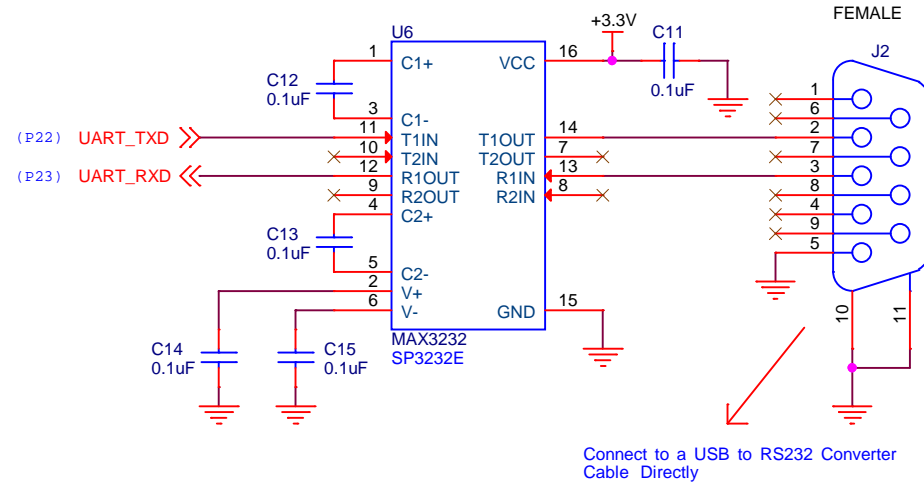 FEMALE
J2
U6
+3.3V
C11
0.1uF
1
C1+
VCC
16
C12
0.1uF
3
C1-
(P22) UART_TXD
11
T1IN
T1OUT
14
10
T2IN
T2OUT
7
(P23) UART_RXD
12
R1OUT
R1IN
13
9
R2OUT
R2IN
8
4
C2+
C13
0.1uF
5
C2-
2
V+
6
V-
GND
15
MAX3232
SP3232E
C14
0.1uF
C15
0.1uF
1
6
2
7
3
8
4
9
5
10
11
Connect to a USB to RS232 Converter
Cable Directly